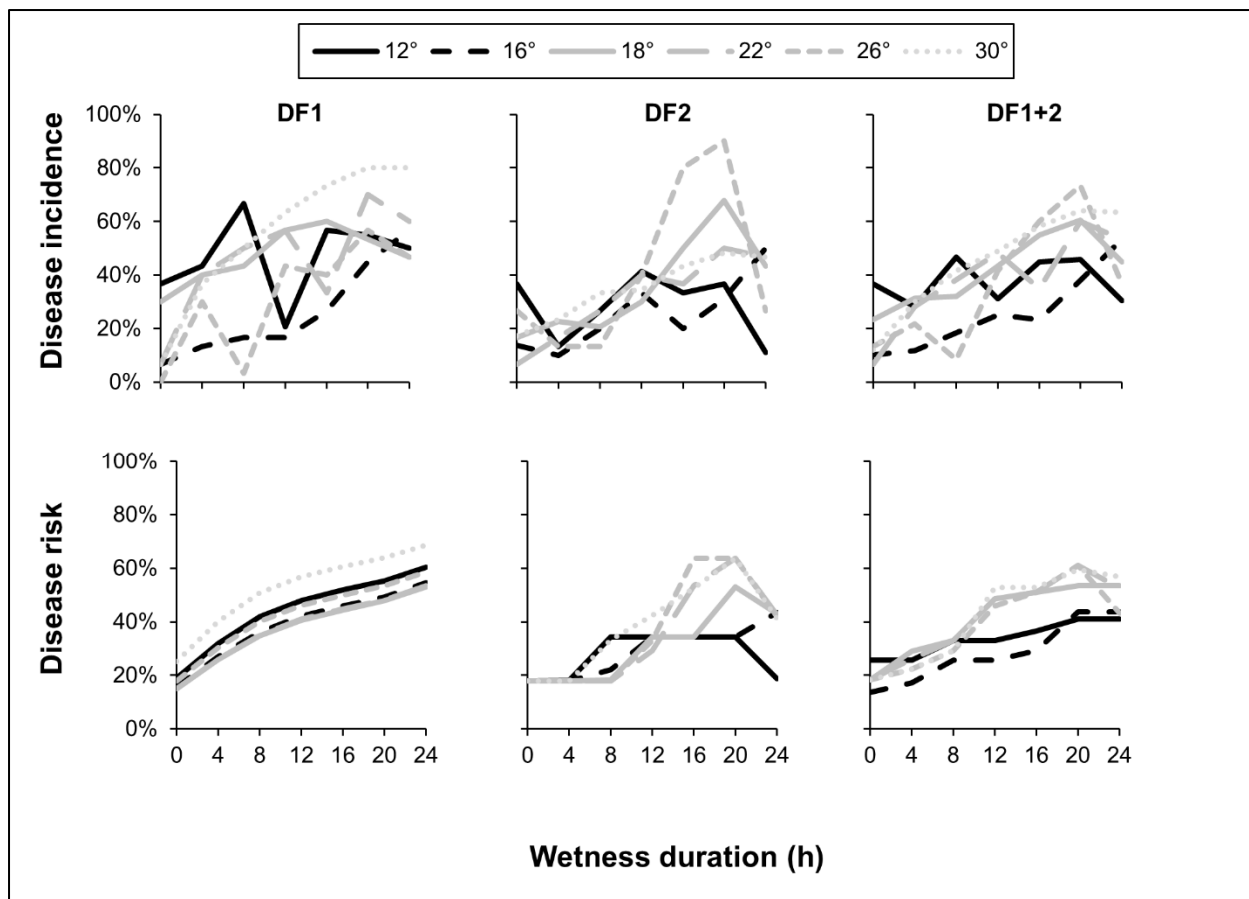 12° 16° 18° 22° 26° 30°
DF1 DF2 DF1+2
Disease incidence
100%
80%
60%
40%
20%
0%
Disease risk
100%
80%
60%
40%
20%
0%
0 4 8 12 16 20 24 0 4 8 12 16 20 24 0 4 8 12 16 20 24
Wetness duration (h)